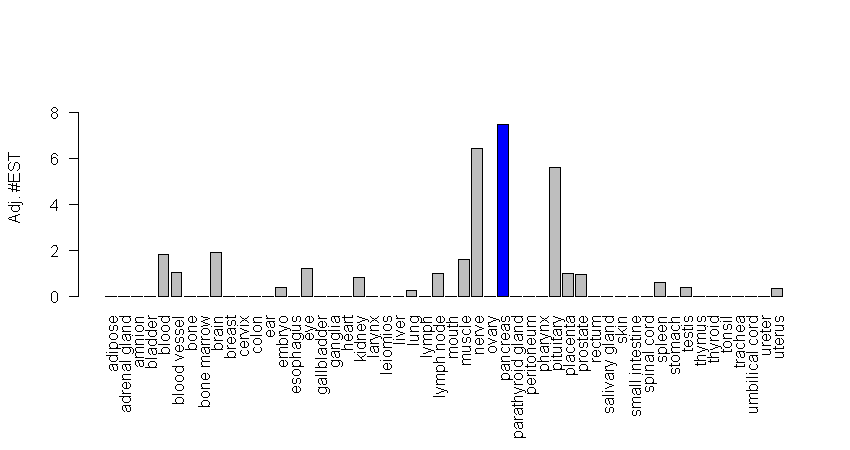 Adj. #EST
8
6
4
2
0
adipose
adrenal gland
amnion
bladder
blood
blood vessel
bone
bone marrow
brain
breast
cervix
colon
ear
embryo
esophagus
eye
gallbladder
ganglia
heart
kidney
larynx
leiomios
liver
lung
lymph
lymph node
mouth
muscle
nerve
ovary
pancreas
parathyroid gland
peritoneum
pharynx
pituitary
placenta
prostate
rectum
salivary gland
skin
small intestine
spinal cord
spleen
stomach
testis
thymus
thyroid
tonsil
trachea
umbilical cord
ureter
uterus